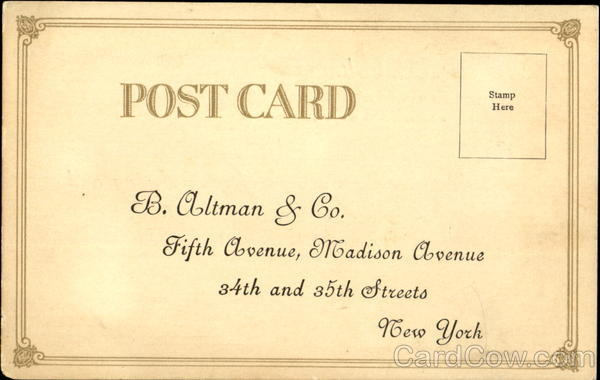 POST CARD
Stamp
Here
B. Altman & Co.
Fifth Avenue, Madison Avenue
34th and 35th Streets
New York
CardCow.com